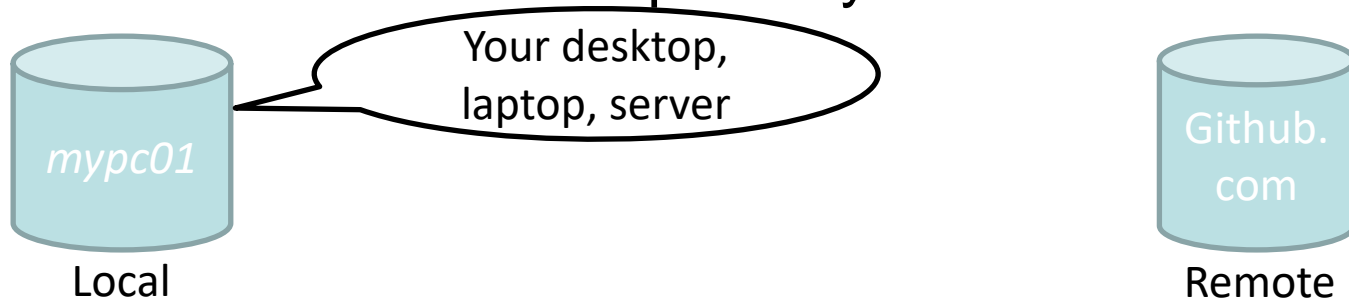 Your desktop,
laptop, server
mypc01
Github.
com
Local
Remote